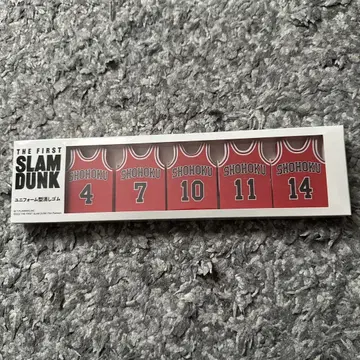 THE FIRST
SLAM
DUNK
ユニフォーム型消しゴム
SHOHOKU
4
SHOHOKU
7
SHOHOKU
10
SHOHOKU
11
SHOHOKU
14